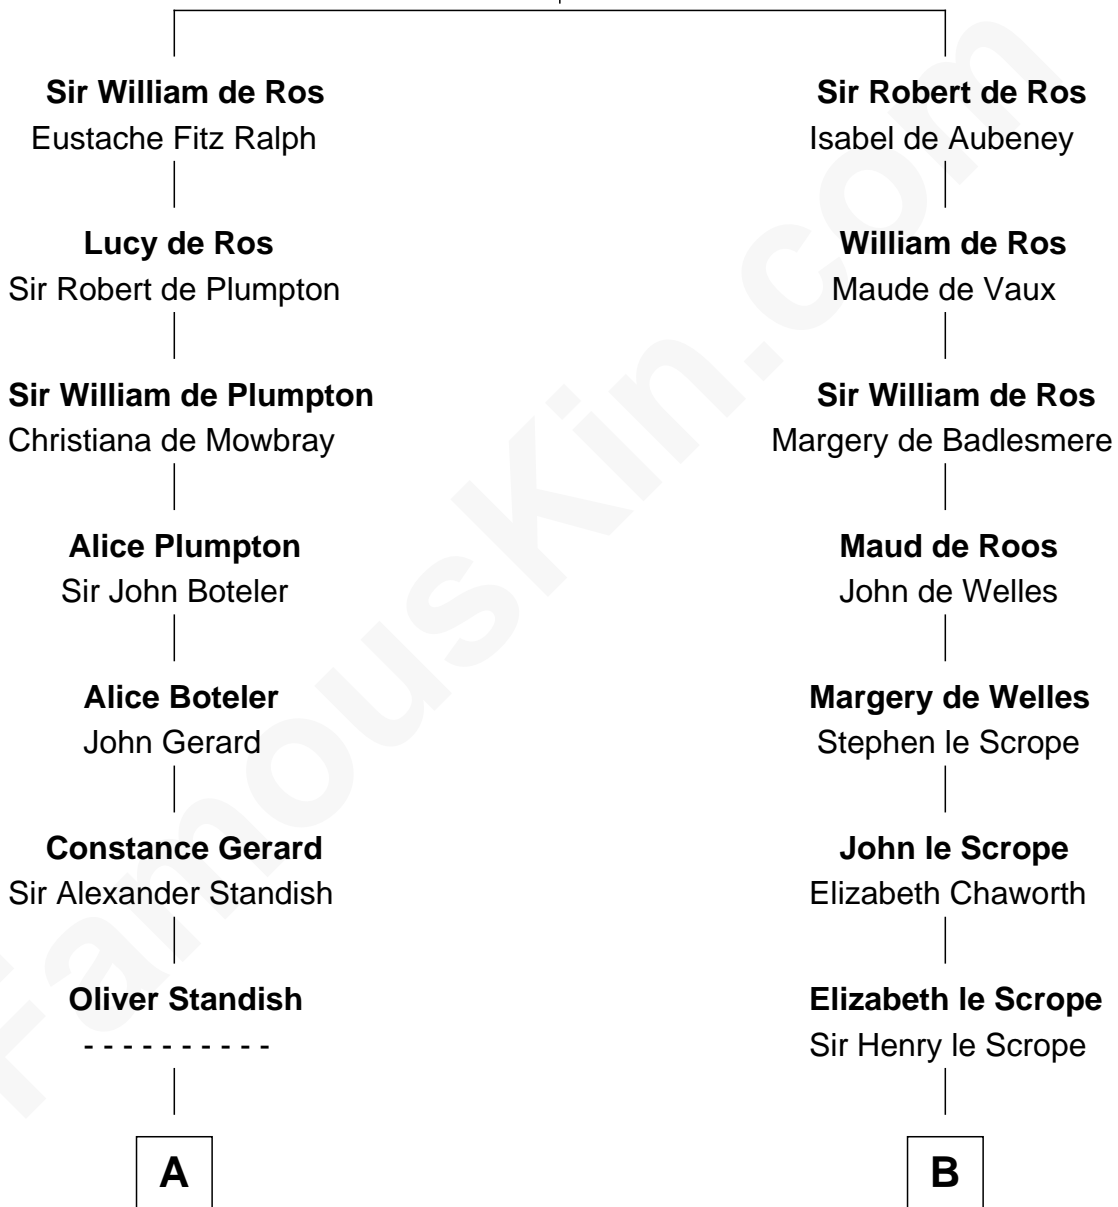 Sir William de Ros
Eustache Fitz Ralph
Lucy de Ros
Sir Robert de Plumpton
Sir William de Plumpton
Christiana de Mowbray
Alice Plumpton
Sir John Boteler
Alice Boteler
John Gerard
Constance Gerard
Sir Alexander Standish
Oliver Standish
- - - - - - - - - -
A
Sir Robert de Ros
Isabel de Aubeney
William de Ros
Maude de Vaux
Sir William de Ros
Margery de Badlesmere
Maud de Roos
John de Welles
Margery de Welles
Stephen le Scrope
John le Scrope
Elizabeth Chaworth
Elizabeth le Scrope
Sir Henry le Scrope
B
FamousKin.com